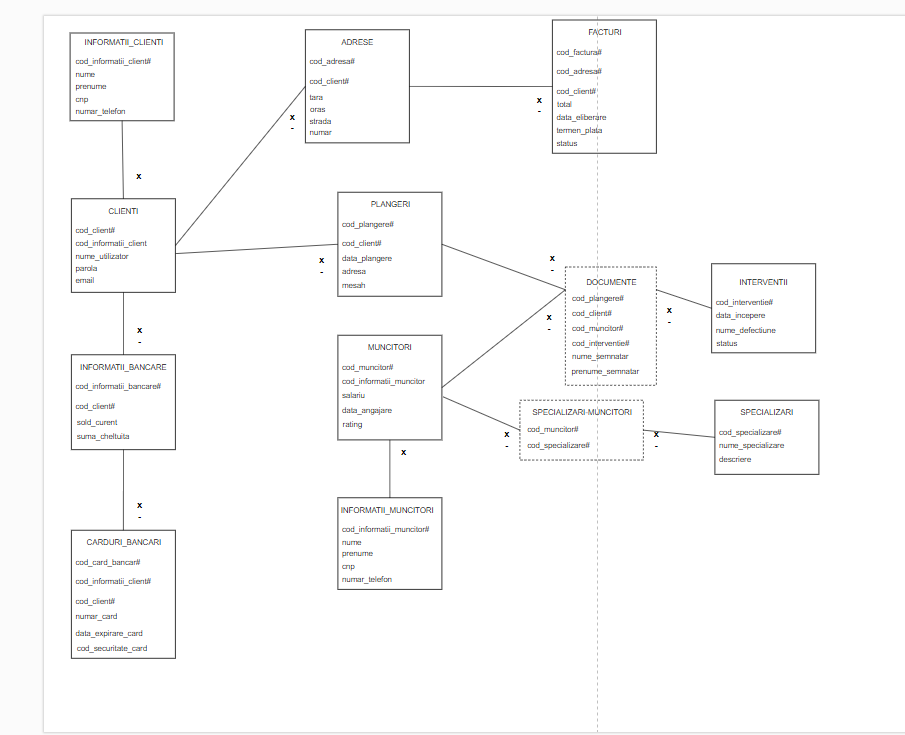 INFORMATII_CLIENTI
cod_informatii_client#
nume
prenume
cnp
numar_telefon
x
CLIENTI
cod_client#
cod_informatii_client
nume_utilizator
parola
email
x
-
INFORMATII_BANCARE
cod_informatii_bancare#
cod_client#
sold_curent
suma_cheltuita
x
-
CARDURI_BANCARI
cod_card_bancar#
cod_informatii_client#
cod_client#
numar_card
data_expirare_card
cod_securitate_card
ADRESE
cod_adresa#
cod_client#
tara
oras
strada
numar
x
-
FACTURI
cod_factura#
cod_adresa#
cod_client#
total
data_eliberare
termen_plata
status
x
-
PLANGERI
cod_plangere#
cod_client#
data_plangere
adresa
mesah
x
-
MUNCITORI
cod_muncitor#
cod_informatii_muncitor
salariu
data_angajare
rating
x
INFORMATII_MUNCITORI
cod_informatii_muncitor#
nume
prenume
cnp
numar_telefon
x
-
x
-
DOCUMENTE
cod_plangere#
cod_client#
cod_muncitor#
cod_interventie#
nume_semnatar
prenume_semnatar
x
-
INTERVENTII
cod_interventie#
data_incepere
nume_defectiune
status
x
-
SPECIALIZARI-MUNCITORI
cod_muncitor#
cod_specializare#
x
-
SPECIALIZARI
cod_specializare#
nume_specializare
descriere